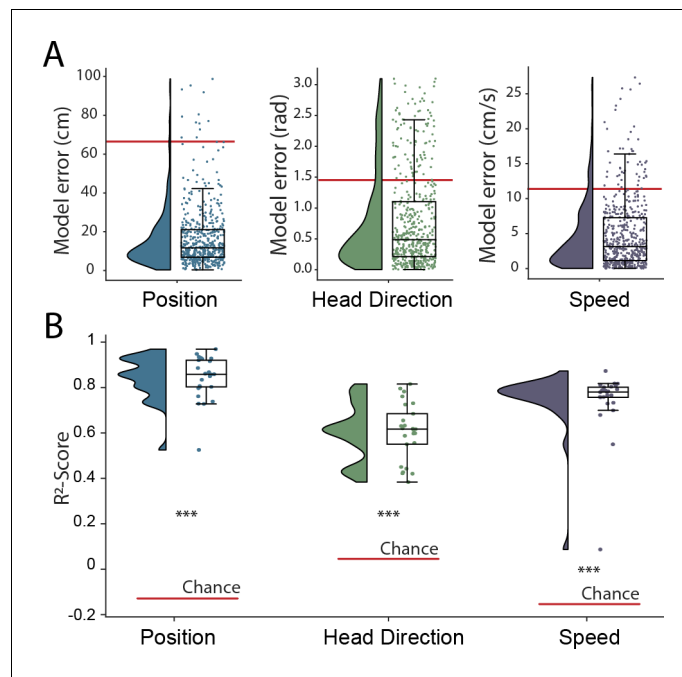 A
Model error (cm)
100
80
60
40
20
0
Position
Model error (rad)
3.0
2.5
2.0
1.5
1.0
0.5
0.0
Head Direction
Model error (cm/s)
25
20
15
10
5
0
Speed
B
R²-Score
1
0.8
0.6
0.4
0.2
0
-0.2
***
Chance
Position
***
Chance
Head Direction
***
Chance
Speed